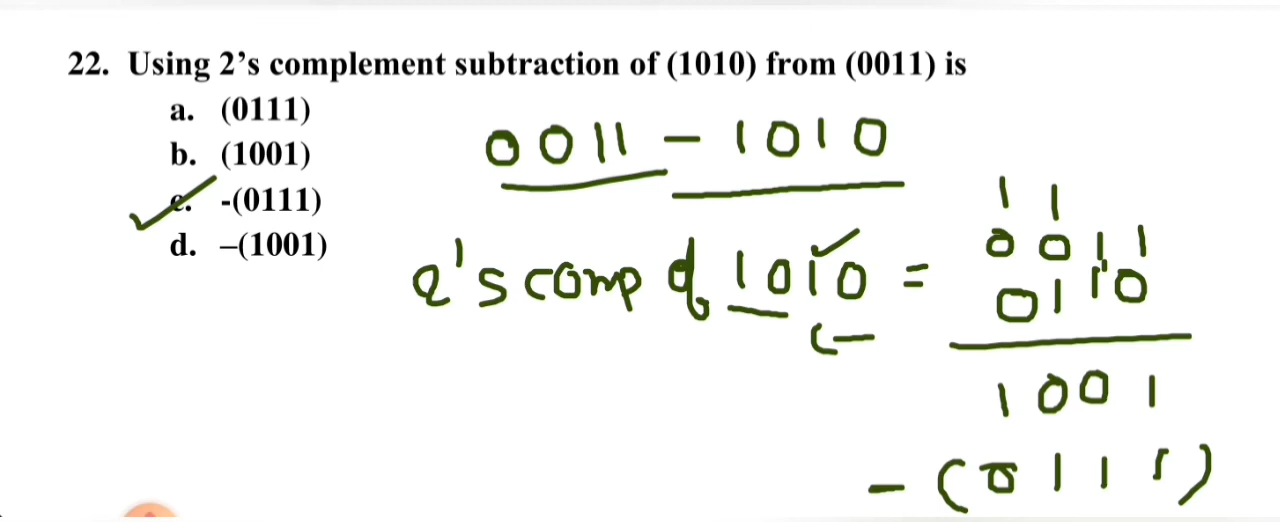 22. Using 2’s complement subtraction of (1010) from (0011) is
a. (0111)
b. (1001)
c. -(0111)
d. –(1001)
0011 – 1010
2's comp of 1010 =
1 1
0011
0110
1001
- (0111)